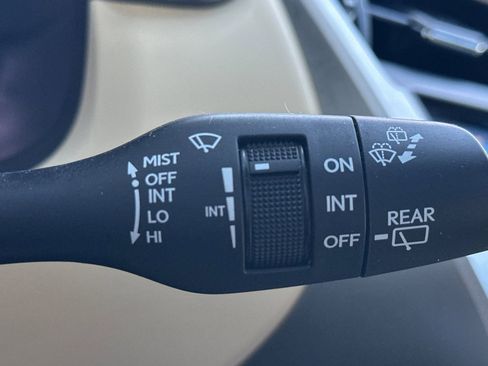 MIST
OFF
INT
LO
HI
INT
ON
INT
OFF
REAR